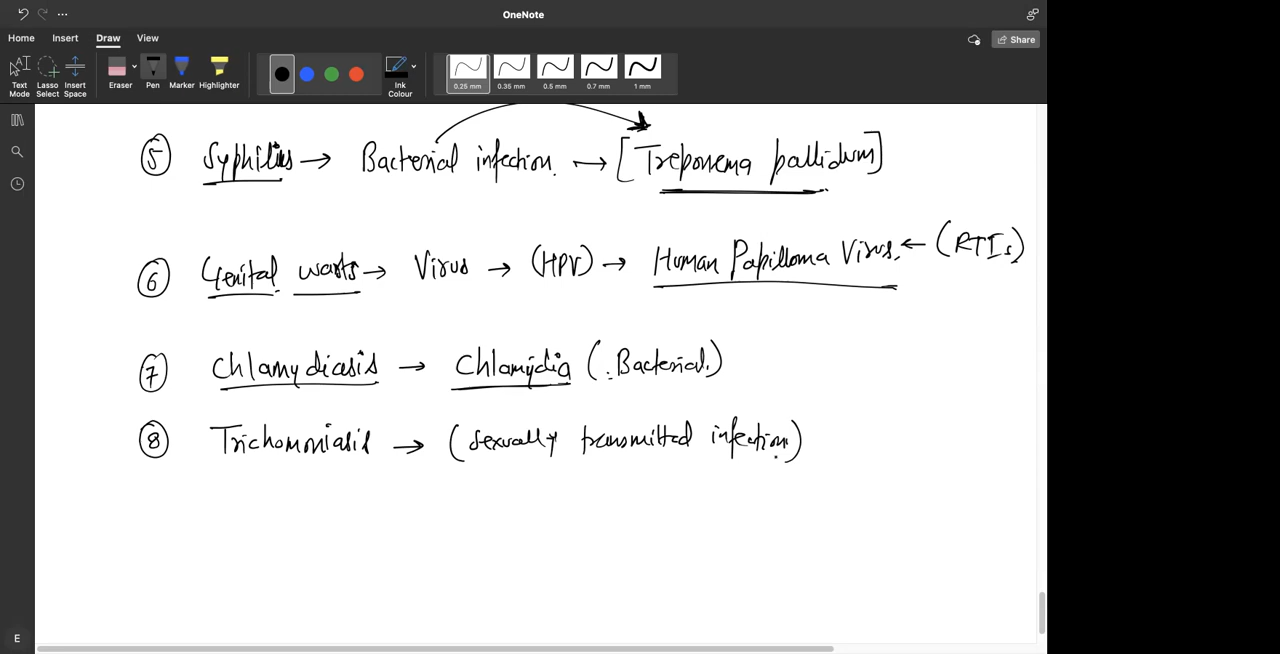 OneNote
Home Insert Draw View
Share
Text Mode Lasso Select Insert Space Eraser Pen Marker Highlighter Ink Colour 0.25 mm 0.35 mm 0.5 mm 0.7 mm 1 mm
5 Syphilis → Bacterial infection → [Treponema pallidum]
6 Genital warts → Virus → (HPV) → Human Papilloma Virus. ← (RTIs)
7 Chlamydiasis → Chlamydia (Bacterial.)
8 Trichomoniasis → (sexually transmitted infection.)
E